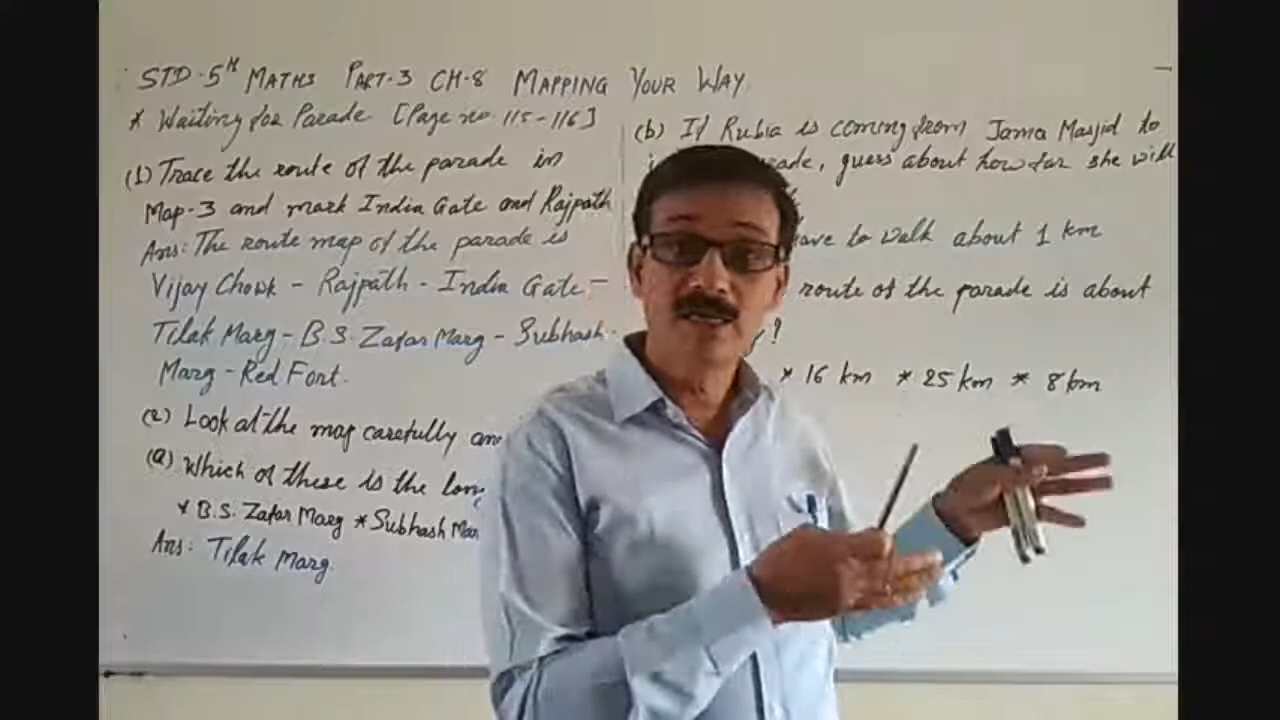 STD-5th MATHS PART-3 CH-8 MAPPING YOUR WAY
* Waiting for Parade [Page no. 115-116]
(1) Trace the route of the parade in
Map-3 and mark India Gate and Rajpath
Ans: The route map of the parade is
Vijay Chowk - Rajpath - India Gate -
Tilak Marg - B.S. Zafar Marg - Subhash
Marg - Red Fort.
(2) Look at the map carefully
(a) Which of these is the
* B.S. Zafar Marg * Subhash
Ans: Tilak Marg.
(b) If Rubia is coming from Jama Masjid to
guess about how far she will
to walk about 1 km
route of the parade is about
?
* 16 km * 25 km * 8 km